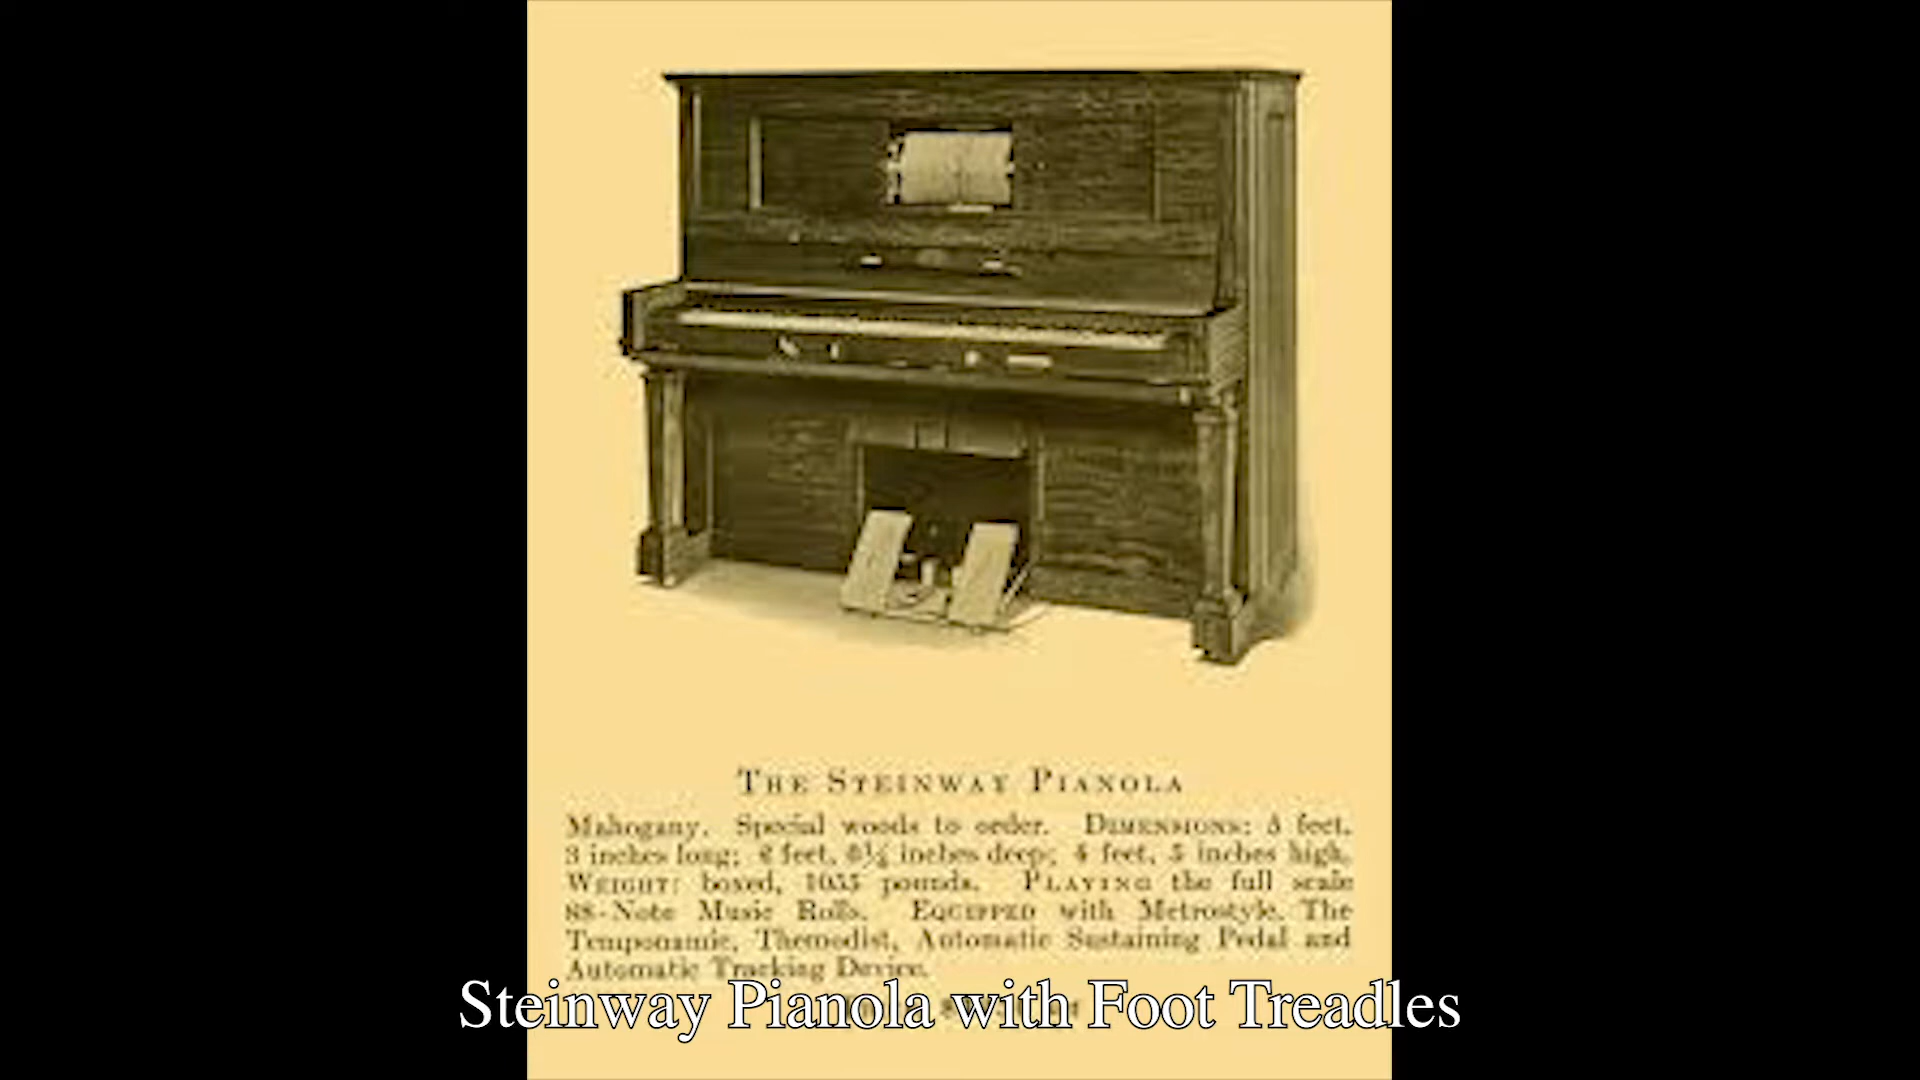 THE STEINWAY PIANOLA
Mahogany. Special woods to order. DIMENSIONS: 5 feet,
3 inches long; 2 feet, 6¼ inches deep; 4 feet, 5 inches high.
WEIGHT: boxed, 1055 pounds. PLAYING the full scale
88-Note Music Rolls. EQUIPPED with Metrostyle, The
Temponamic, Themodist, Automatic Sustaining Pedal and
Automatic Tracking Device.
Steinway Pianola with Foot Treadles